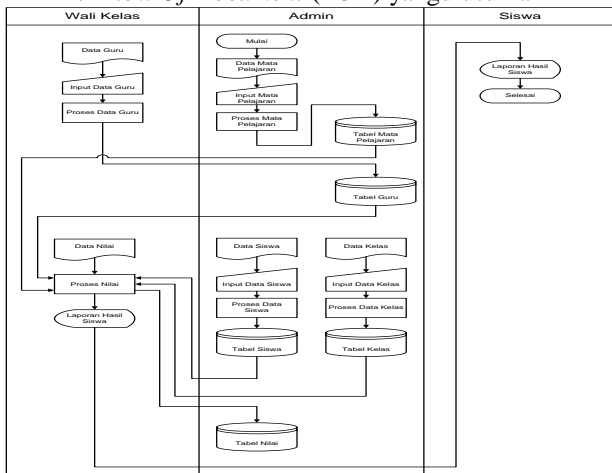 Wali Kelas
Admin
Siswa
Data Guru
Input Data Guru
Proses Data Guru
Mulai
Data Mata
Pelajaran
Input Mata
Pelajaran
Proses Mata
Pelajaran
Tabel Mata
Pelajaran
Tabel Guru
Laporan Hasil
Siswa
Selesai
Data Nilai
Proses Nilai
Laporan Hasil
Siswa
Data Siswa
Input Data Siswa
Proses Data
Siswa
Tabel Siswa
Data Kelas
Input Data Kelas
Proses Data Kelas
Tabel Kelas
Tabel Nilai